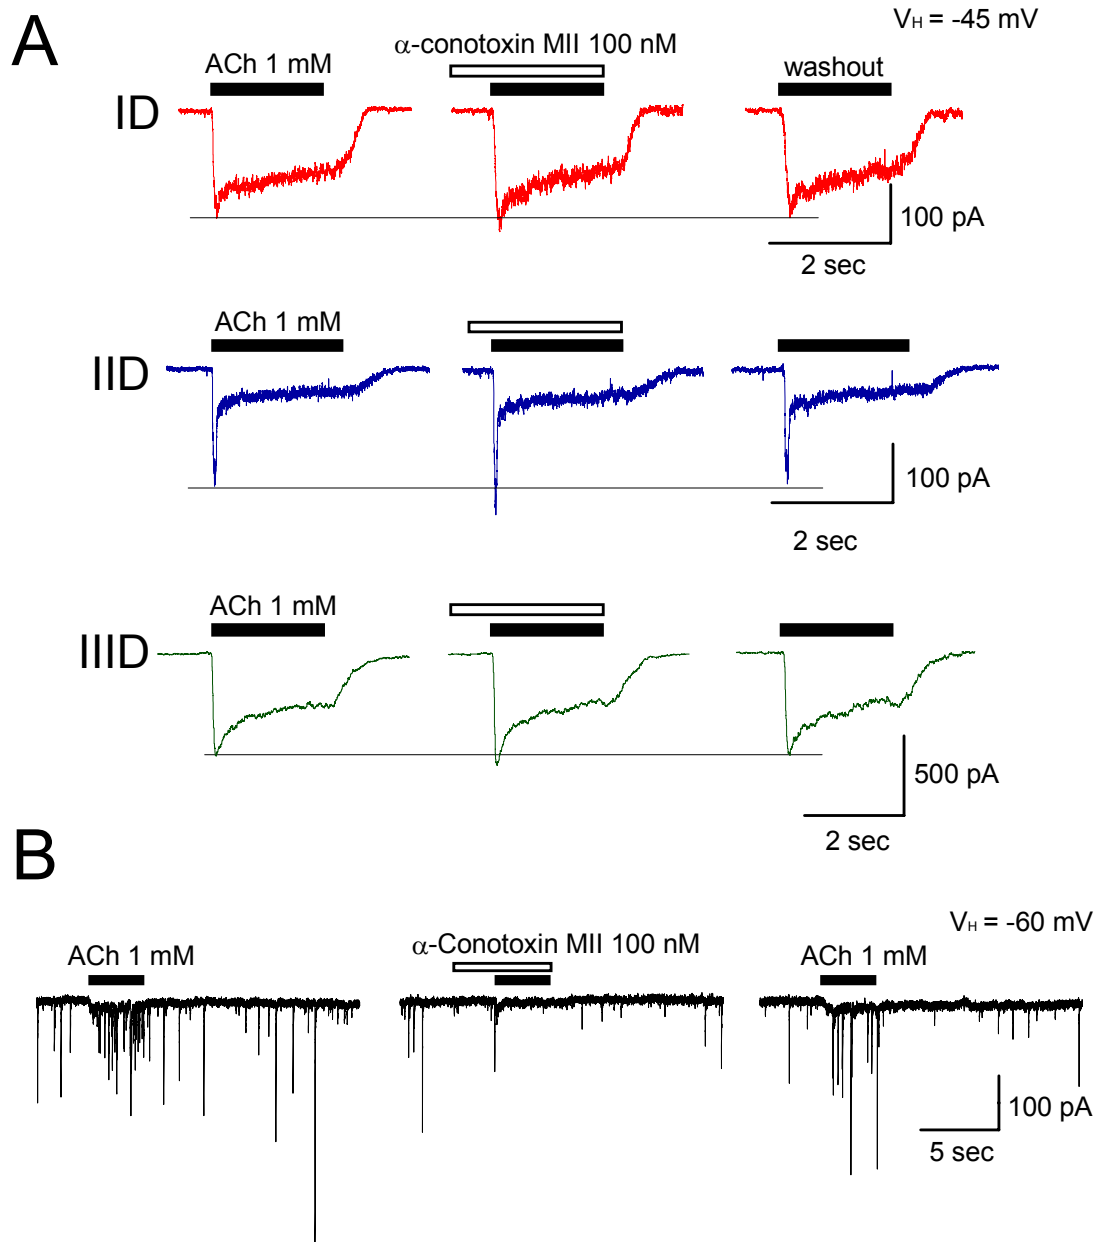 A
V_H = -45 mV
α-conotoxin MII 100 nM
ACh 1 mM
washout
ID
100 pA
2 sec
ACh 1 mM
IID
100 pA
2 sec
ACh 1 mM
IIID
500 pA
2 sec
B
V_H = -60 mV
ACh 1 mM
α-Conotoxin MII 100 nM
ACh 1 mM
100 pA
5 sec